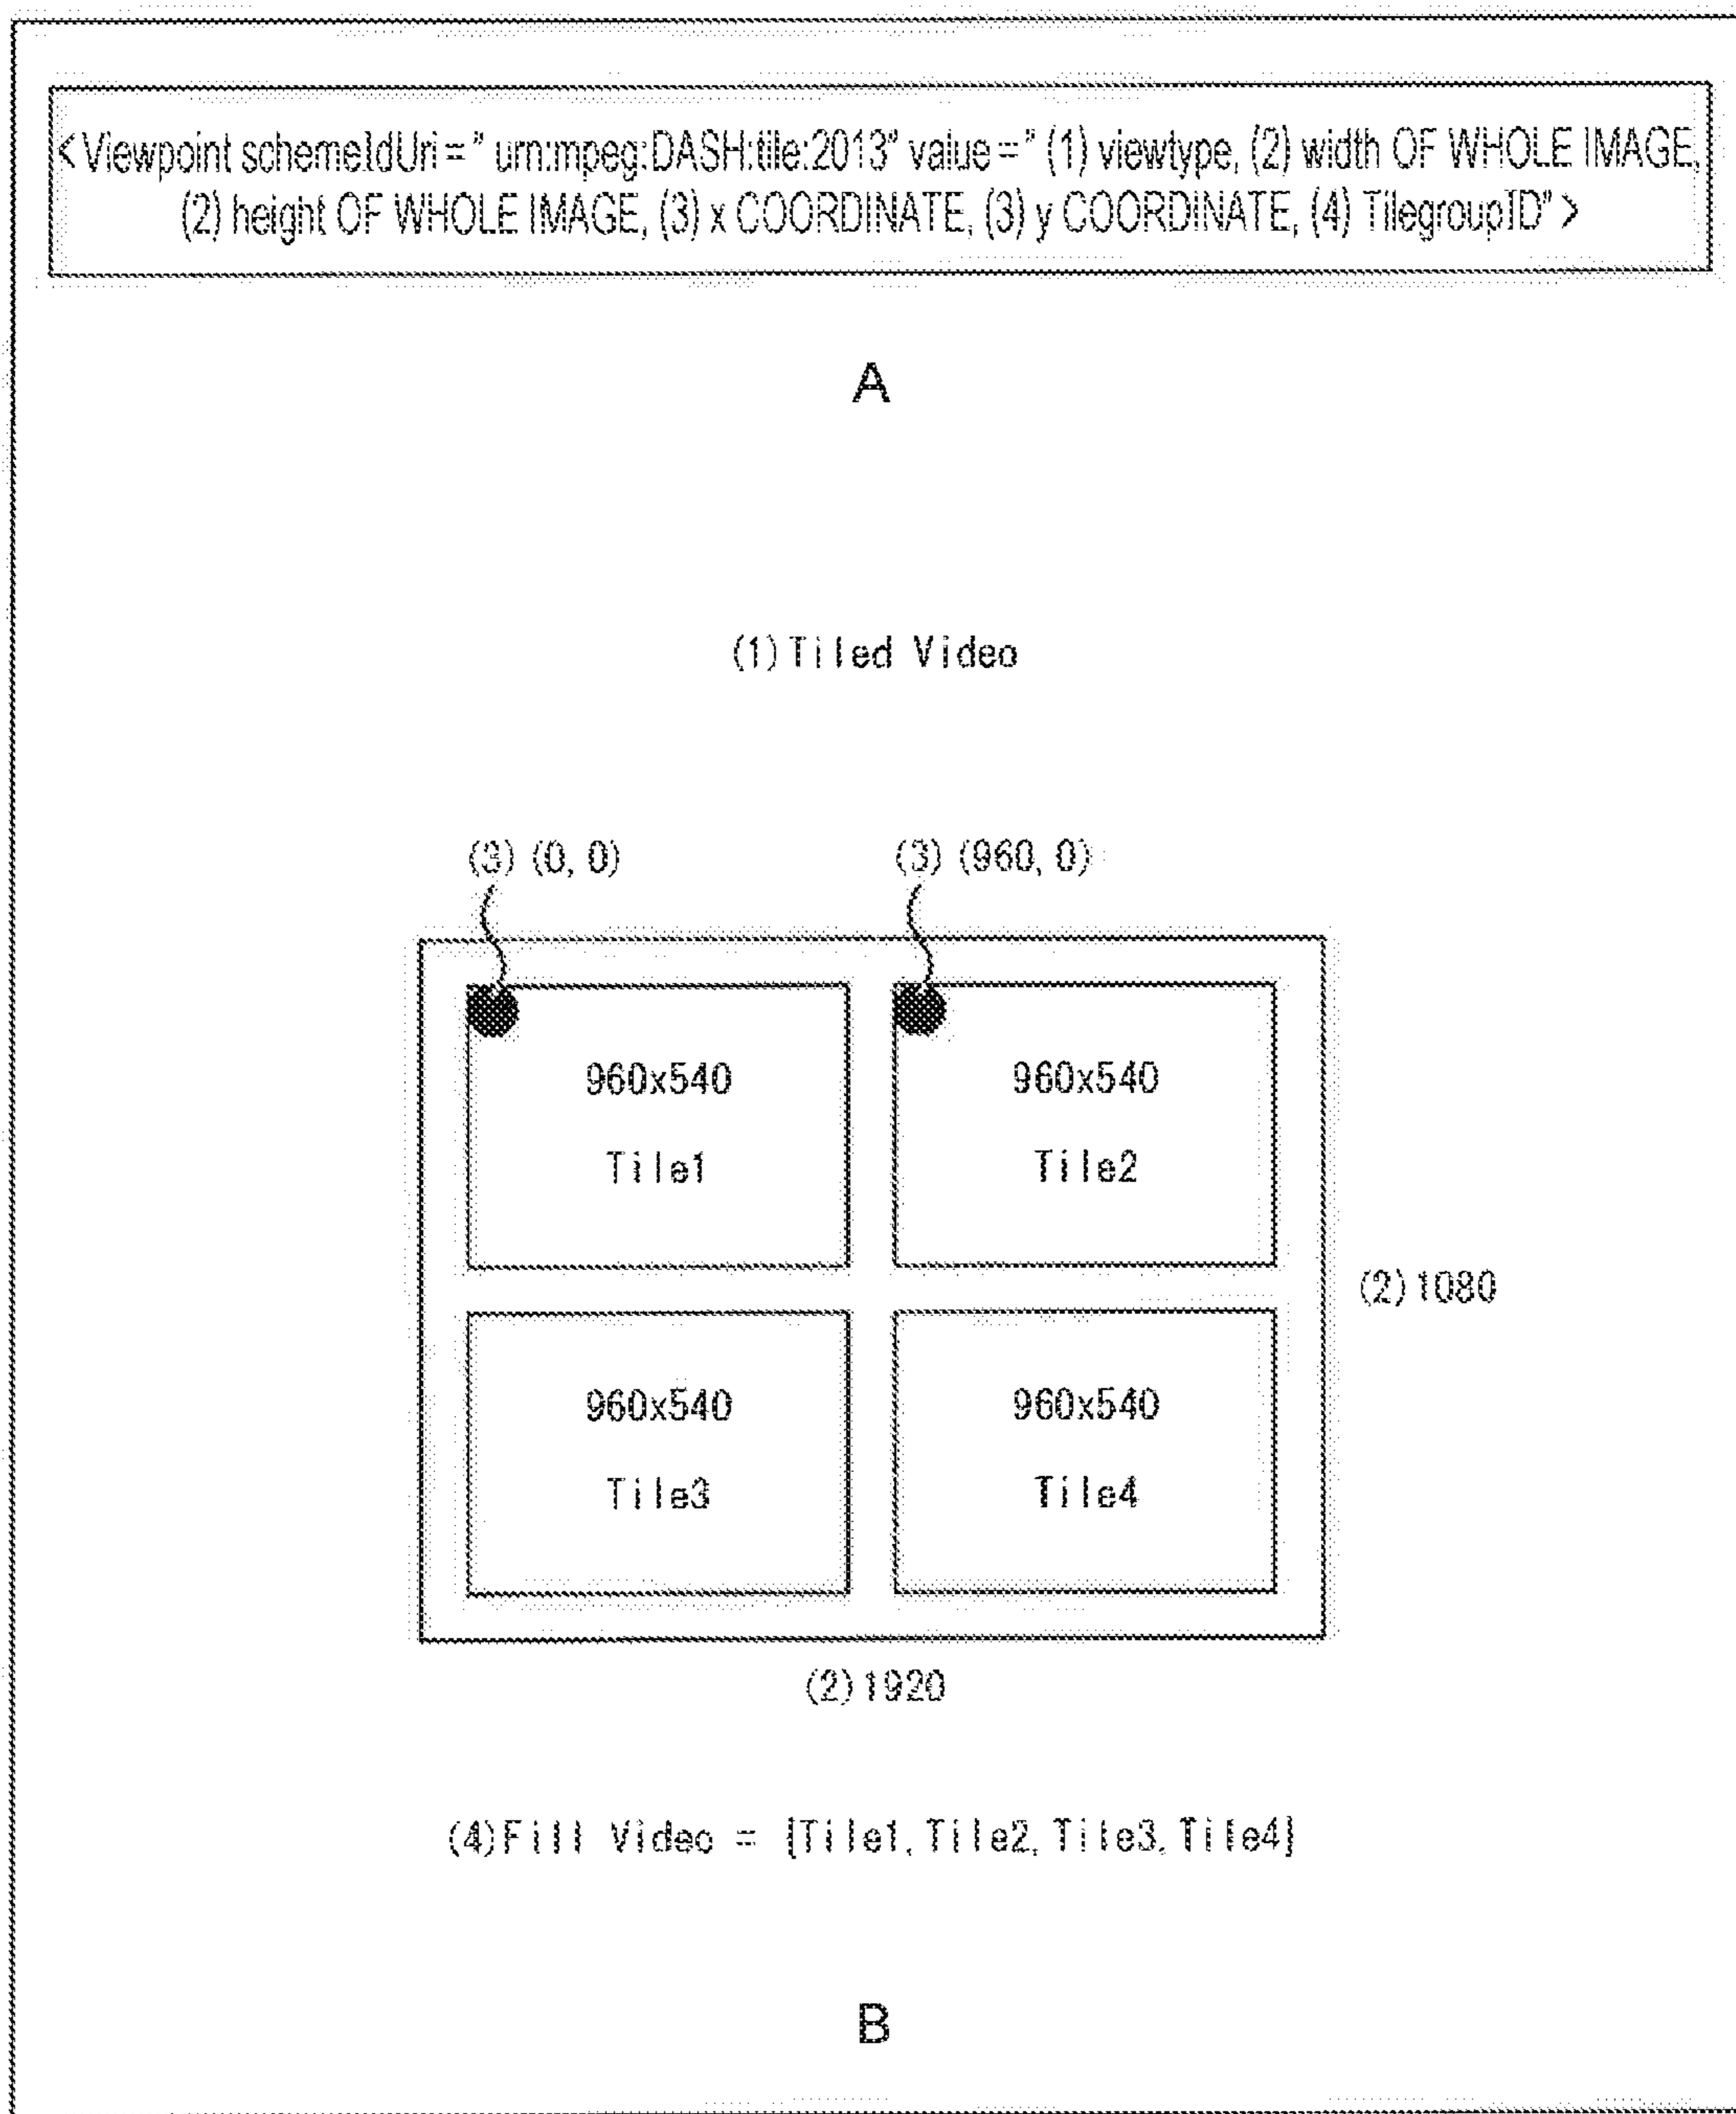 < Viewpoint schemeIdUri = " urn:mpeg:DASH:tile:2013" value = " (1) viewtype, (2) width OF WHOLE IMAGE,
(2) height OF WHOLE IMAGE, (3) x COORDINATE, (3) y COORDINATE, (4) TilegroupID" >
A
(1) Tiled Video
(3) (0, 0) (3) (960, 0)
960x540 960x540
Tile1 Tile2
(2) 1080
960x540 960x540
Tile3 Tile4
(2) 1920
(4) Fill Video = {Tile1, Tile2, Tile3, Tile4}
B